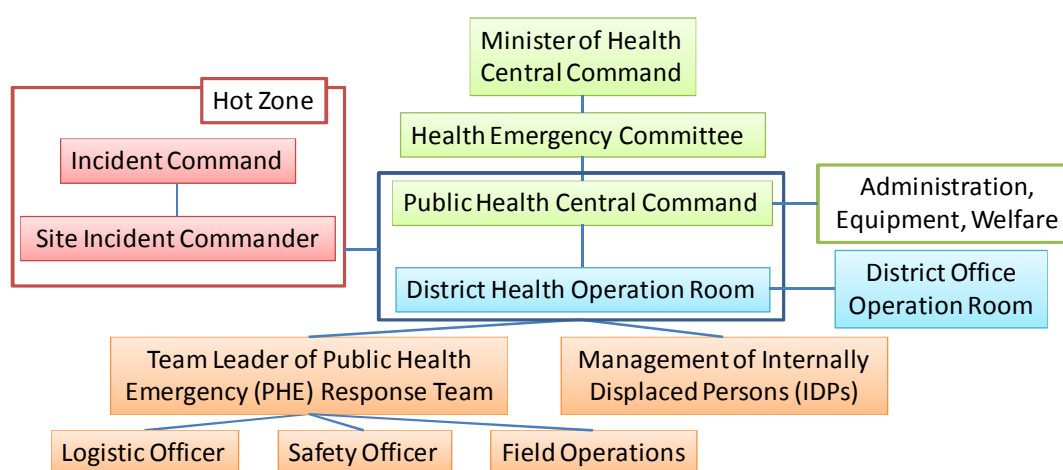 Minister of Health
Central Command
Hot Zone
Health Emergency Committee
Incident Command
Public Health Central Command
Administration,
Equipment, Welfare
Site Incident Commander
District Health Operation Room
District Office
Operation Room
Team Leader of Public Health
Emergency (PHE) Response Team
Management of Internally
Displaced Persons (IDPs)
Logistic Officer
Safety Officer
Field Operations